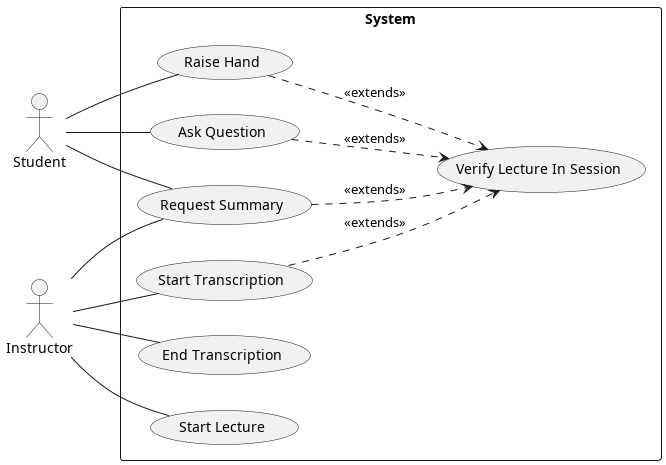 System
Raise Hand
«extends»
Student
Ask Question
«extends»
Verify Lecture In Session
Request Summary
«extends»
«extends»
Start Transcription
Instructor
End Transcription
Start Lecture